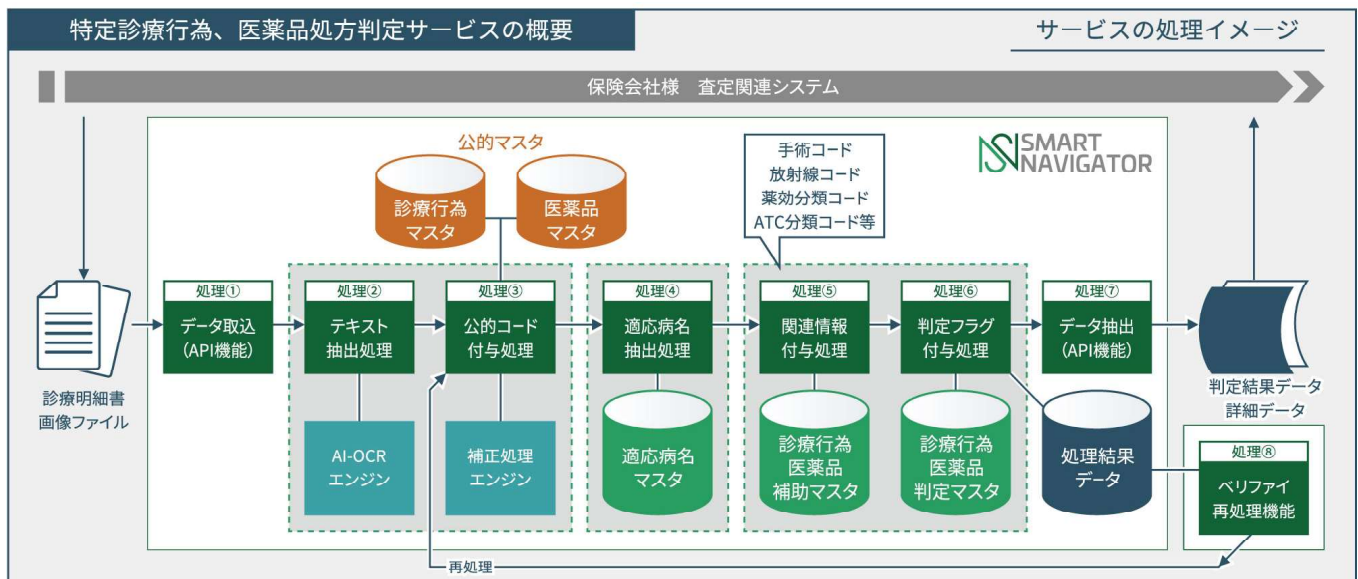 特定診療行為、医薬品処方判定サービスの概要
サービスの処理イメージ
保険会社様　査定関連システム
公的マスタ
診療行為
マスタ
医薬品
マスタ
手術コード
放射線コード
薬効分類コード
ATC分類コード等
SMART
NAVIGATOR
診療明細書
画像ファイル
処理①
データ取込
(API機能)
処理②
テキスト
抽出処理
処理③
公的コード
付与処理
処理④
適応病名
抽出処理
処理⑤
関連情報
付与処理
処理⑥
判定フラグ
付与処理
処理⑦
データ抽出
(API機能)
判定結果データ
詳細データ
AI-OCR
エンジン
補正処理
エンジン
適応病名
マスタ
診療行為
医薬品
補助マスタ
診療行為
医薬品
判定マスタ
処理結果
データ
処理⑧
ベリファイ
再処理機能
再処理